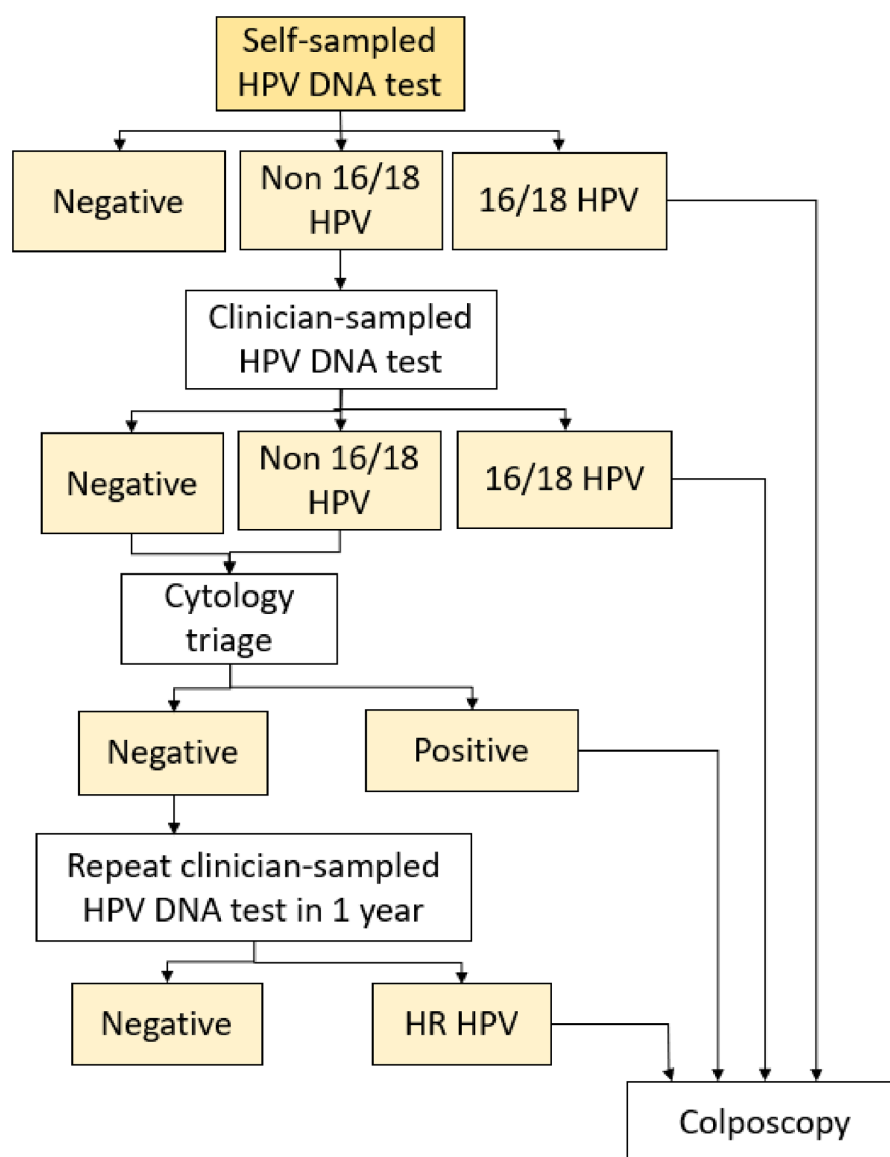 Self-sampled
HPV DNA test
Negative
Non 16/18
HPV
16/18 HPV
Clinician-sampled
HPV DNA test
Negative
Non 16/18
HPV
16/18 HPV
Cytology
triage
Negative
Positive
Repeat clinician-sampled
HPV DNA test in 1 year
Negative
HR HPV
Colposcopy